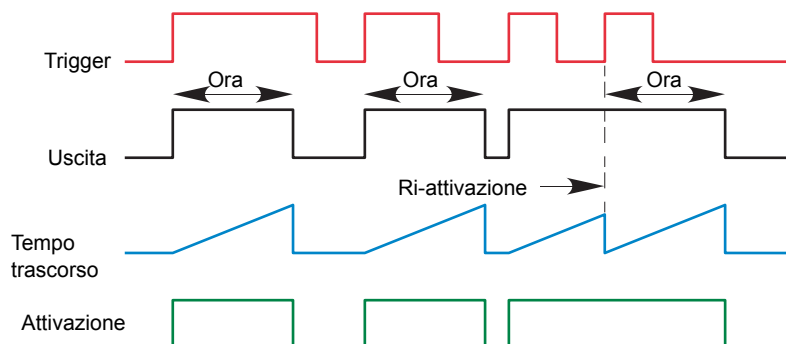 Trigger
Ora
Ora
Ora
Uscita
Ri-attivazione
Tempo
trascorso
Attivazione